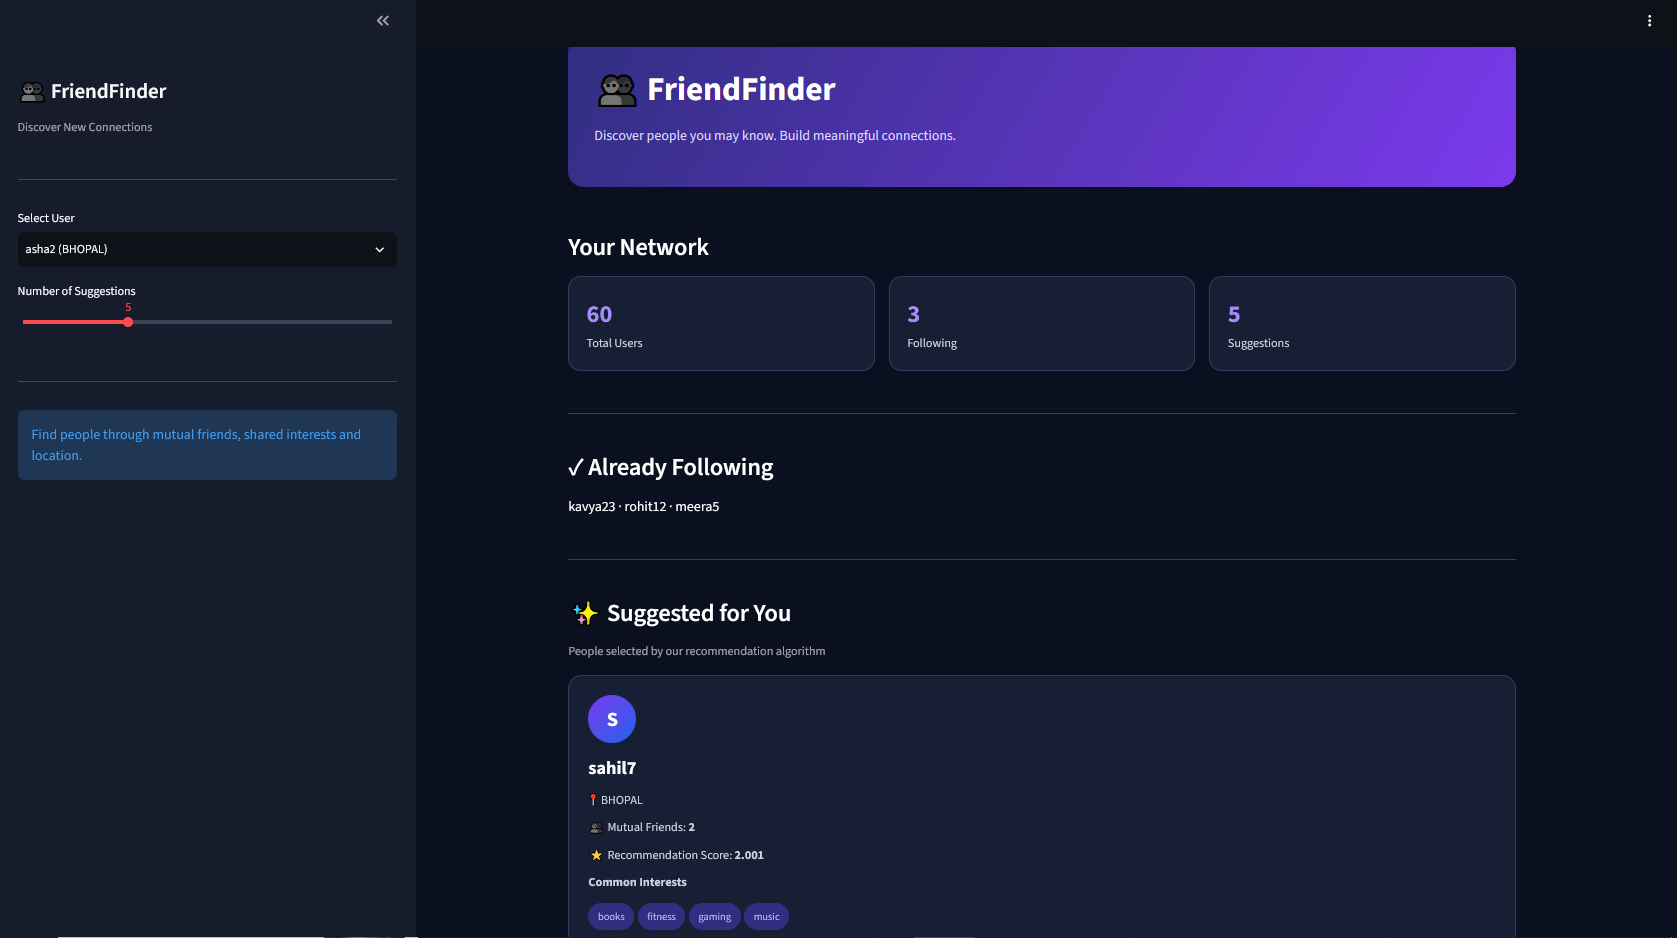 FriendFinder
Discover New Connections
Select User
asha2 (BHOPAL)
Number of Suggestions
5
Find people through mutual friends, shared interests and
location.
FriendFinder
Discover people you may know. Build meaningful connections.
Your Network
60
Total Users
3
Following
5
Suggestions
✓ Already Following
kavya23 · rohit12 · meera5
✨ Suggested for You
People selected by our recommendation algorithm
S
sahil7
BHOPAL
Mutual Friends: 2
Recommendation Score: 2.001
Common Interests
books fitness gaming music